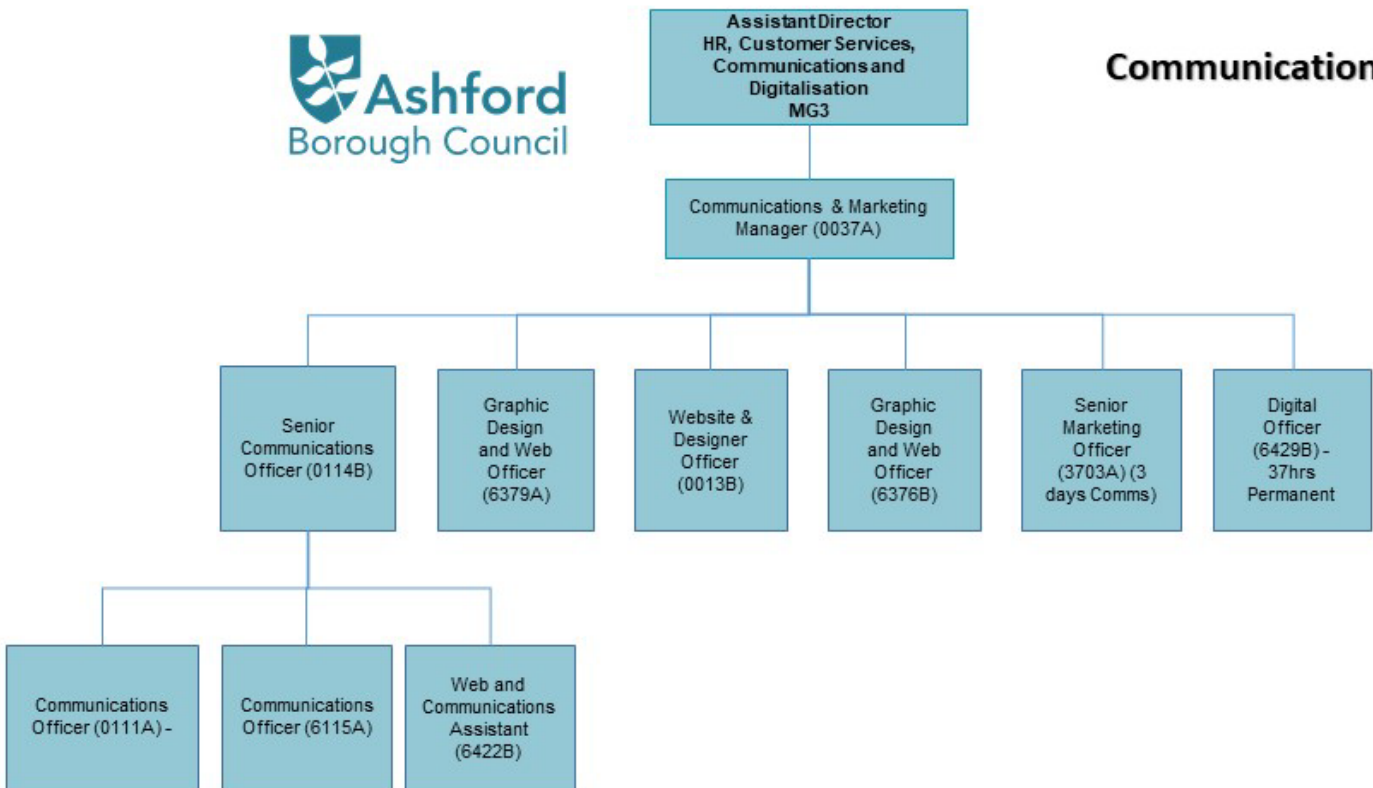 Ashford
Borough Council
Assistant Director
HR, Customer Services,
Communications and
Digitalisation
MG3
Communication
Communications & Marketing
Manager (0037A)
Senior
Communications
Officer (0114B)
Graphic
Design
and Web
Officer
(6379A)
Website &
Designer
Officer
(0013B)
Graphic
Design
and Web
Officer
(6376B)
Senior
Marketing
Officer
(3703A) (3
days Comms)
Digital
Officer
(6429B) –
37hrs
Permanent
Communications
Officer (0111A) -
Communications
Officer (6115A)
Web and
Communications
Assistant
(6422B)